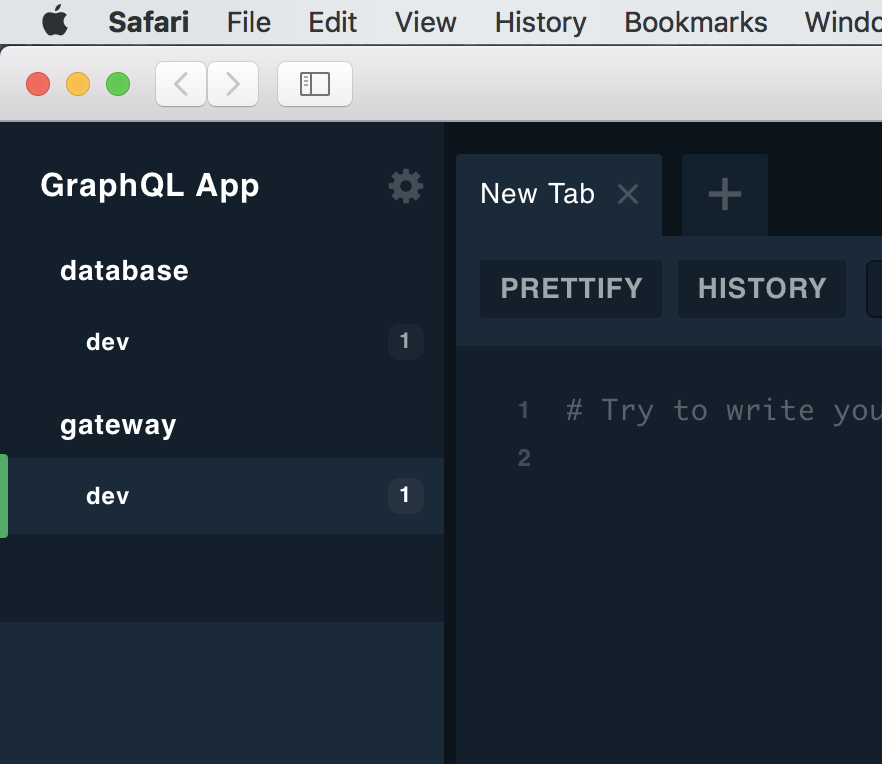 Safari File Edit View History Bookmarks Windo
GraphQL App
New Tab
database
PRETTIFY HISTORY
dev 1
gateway
1 # Try to write you
2
dev 1